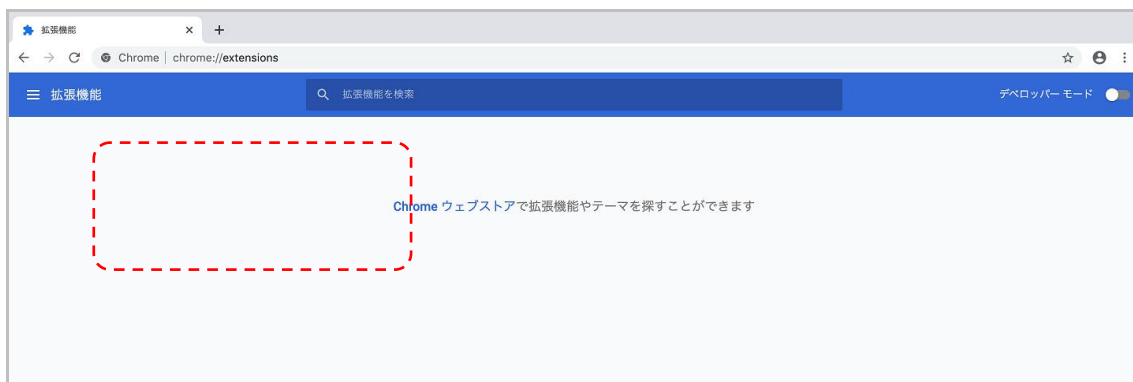 拡張機能
Chrome | chrome://extensions
拡張機能
拡張機能を検索
デベロッパー モード
Chrome ウェブストアで拡張機能やテーマを探すことができます